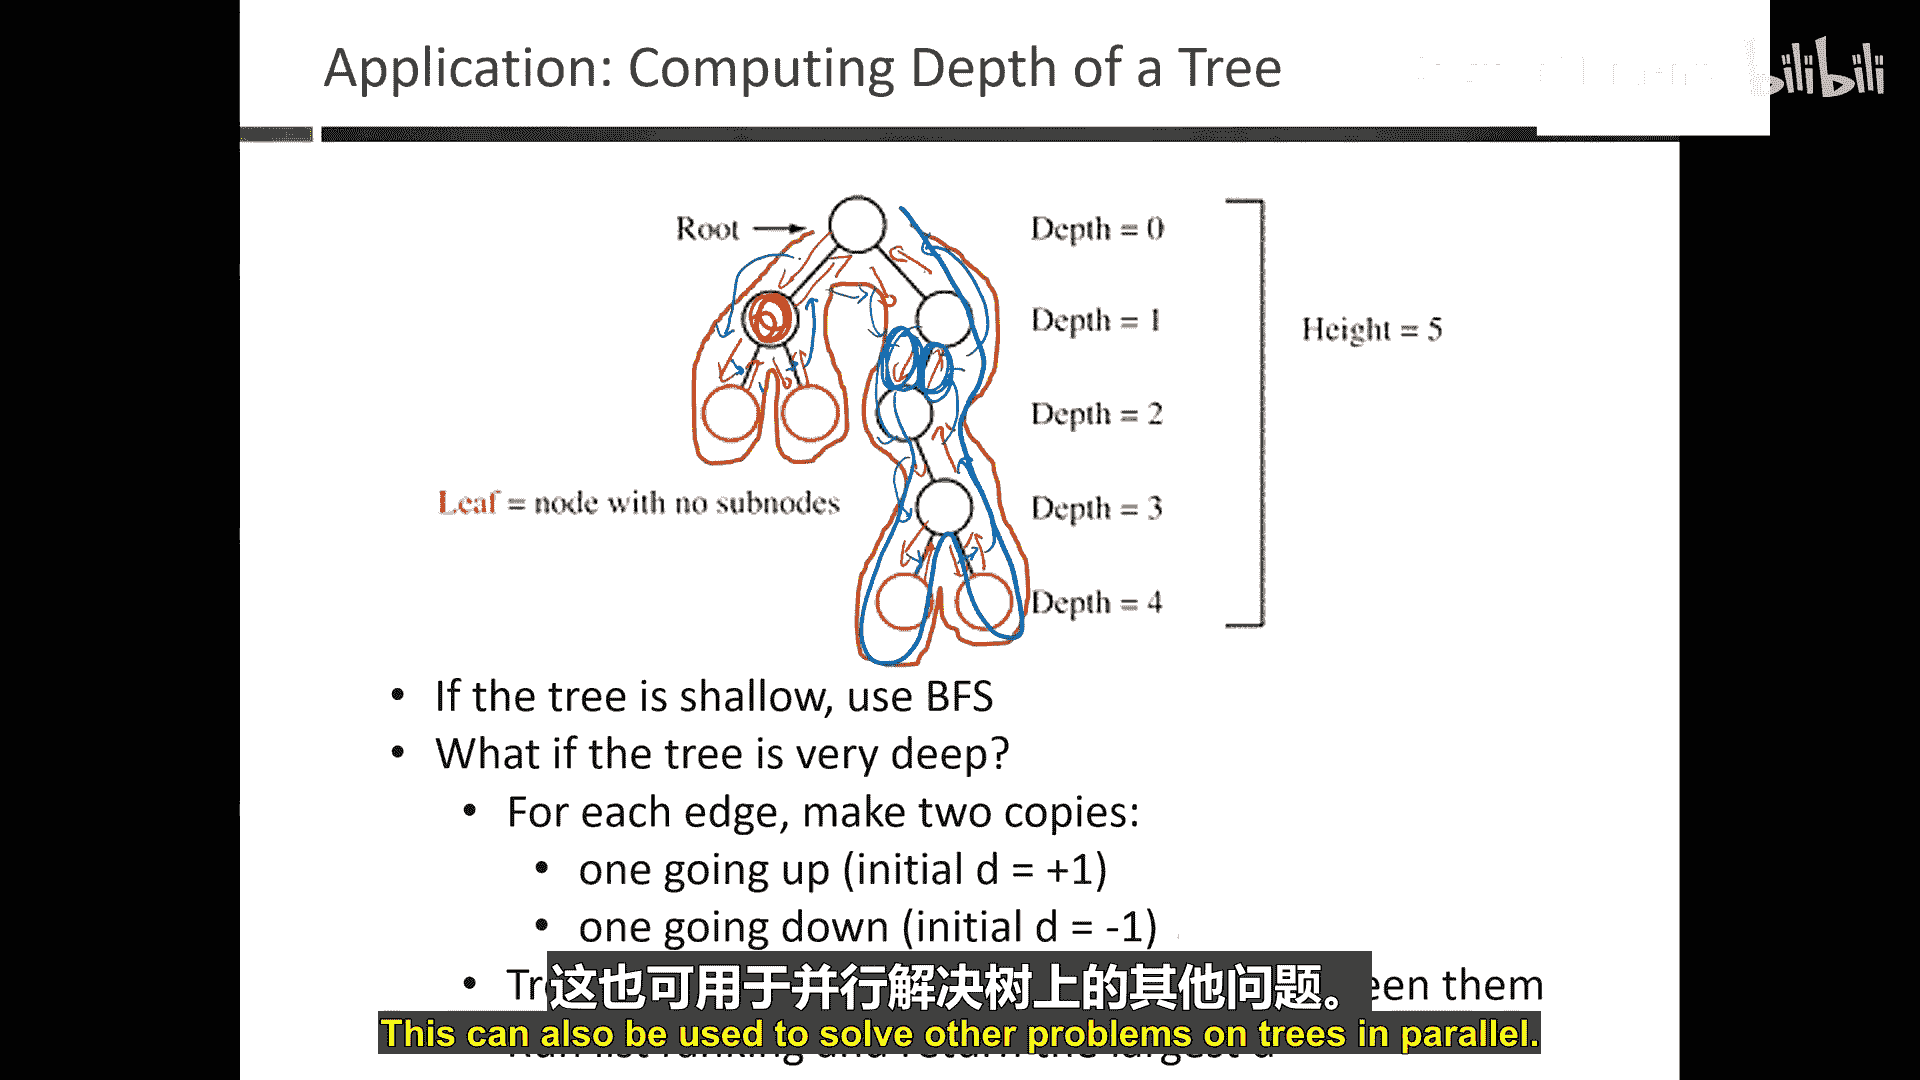 Application: Computing Depth of a Tree
bilibili
Root
Depth = 0
Depth = 1
Height = 5
Depth = 2
Leaf = node with no subnodes
Depth = 3
Depth = 4
• If the tree is shallow, use BFS
• What if the tree is very deep?
• For each edge, make two copies:
• one going up (initial d = +1)
• one going down (initial d = -1)
• een them
这也可用于并行解决树上的其他问题。
This can also be used to solve other problems on trees in parallel.